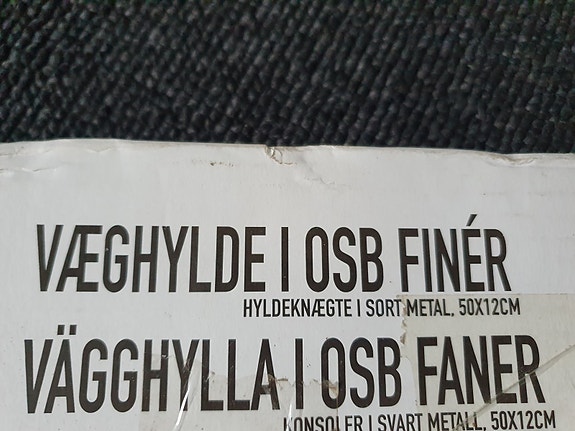 VÆGHYLDE I OSB FINÉR
HYLDEKNÆGTE I SORT METAL, 50X12CM
VÄGGHYLLA I OSB FANER
KONSOLER I SVART METALL, 50X12CM